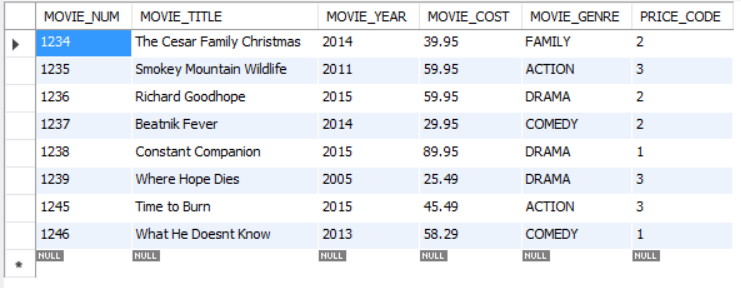 MOVIE_NUM MOVIE_TITLE MOVIE_YEAR MOVIE_COST MOVIE_GENRE PRICE_CODE
1234 The Cesar Family Christmas 2014 39.95 FAMILY 2
1235 Smokey Mountain Wildlife 2011 59.95 ACTION 3
1236 Richard Goodhope 2015 59.95 DRAMA 2
1237 Beatnik Fever 2014 29.95 COMEDY 2
1238 Constant Companion 2015 89.95 DRAMA 1
1239 Where Hope Dies 2005 25.49 DRAMA 3
1245 Time to Burn 2015 45.49 ACTION 3
1246 What He Doesnt Know 2013 58.29 COMEDY 1
NULL NULL NULL NULL NULL NULL